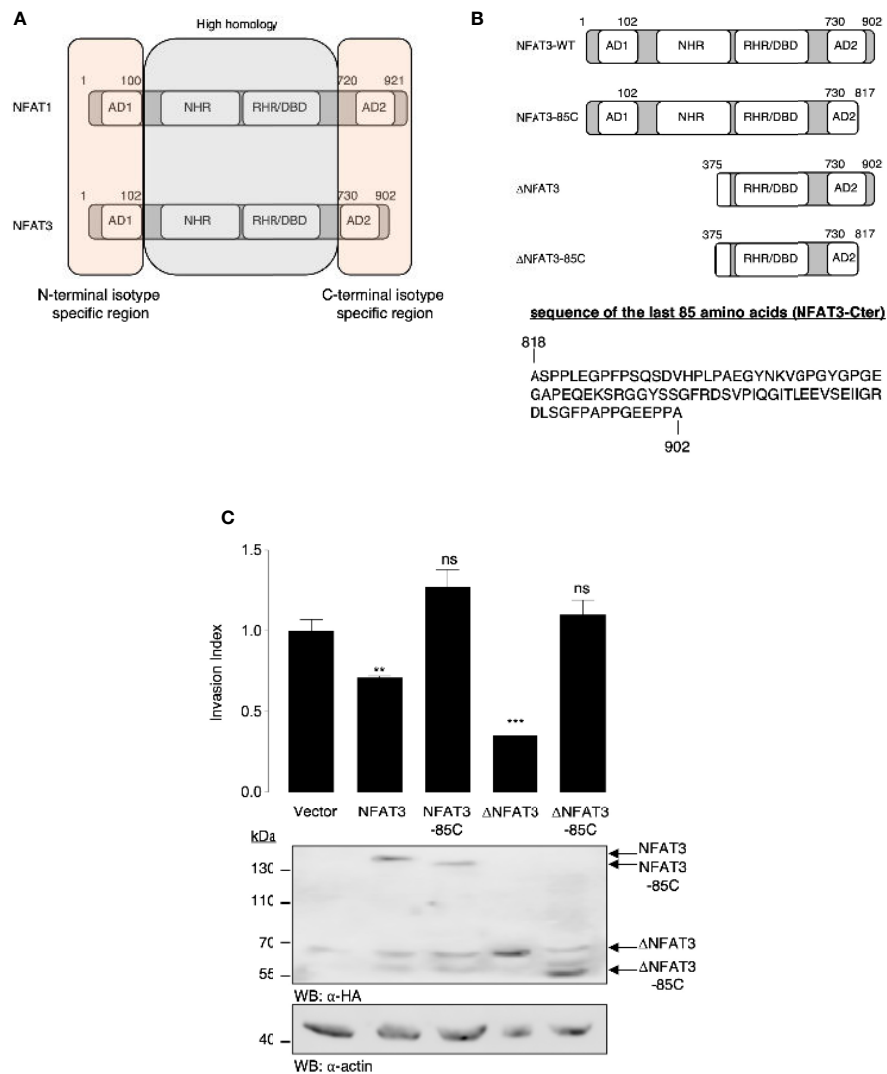 A
High homology
1 100 720 921
NFAT1 AD1 NHR RHR/DBD AD2
1 102 730 902
NFAT3 AD1 NHR RHR/DBD AD2
N-terminal isotype
specific region
C-terminal isotype
specific region
B
1 102 730 902
NFAT3-WT AD1 NHR RHR/DBD AD2
102 730 817
NFAT3-85C AD1 NHR RHR/DBD AD2
375 730 902
ΔNFAT3 RHR/DBD AD2
375 730 817
ΔNFAT3-85C RHR/DBD AD2
sequence of the last 85 amino acids (NFAT3-Cter)
818
ASPPLEGPFPSQSDVHPLPAEGYNKVGPGYGPGE
GAPEQEKSRGGYSSGFRDSVPIQGITLEEVSEIIGR
DLSGFPAPPGEEPPA
902
C
Invasion Index
1.5
1.0
0.5
0.0
** ns *** ns
Vector NFAT3 NFAT3
-85C ΔNFAT3 ΔNFAT3
-85C
kDa
130
110
70
55
NFAT3
NFAT3
-85C
ΔNFAT3
ΔNFAT3
-85C
WB: α-HA
40
WB: α-actin